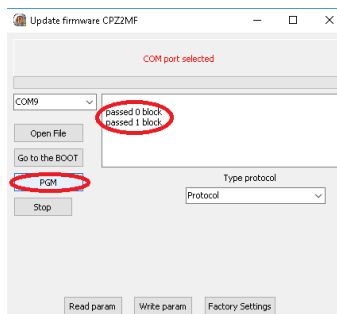 Update firmware CPZ2MF
COM port selected
COM9
passed 0 block
passed 1 block
Open File
Go to the BOOT
PGM
Type protocol
Protocol
Stop
Read param
Write param
Factory Settings